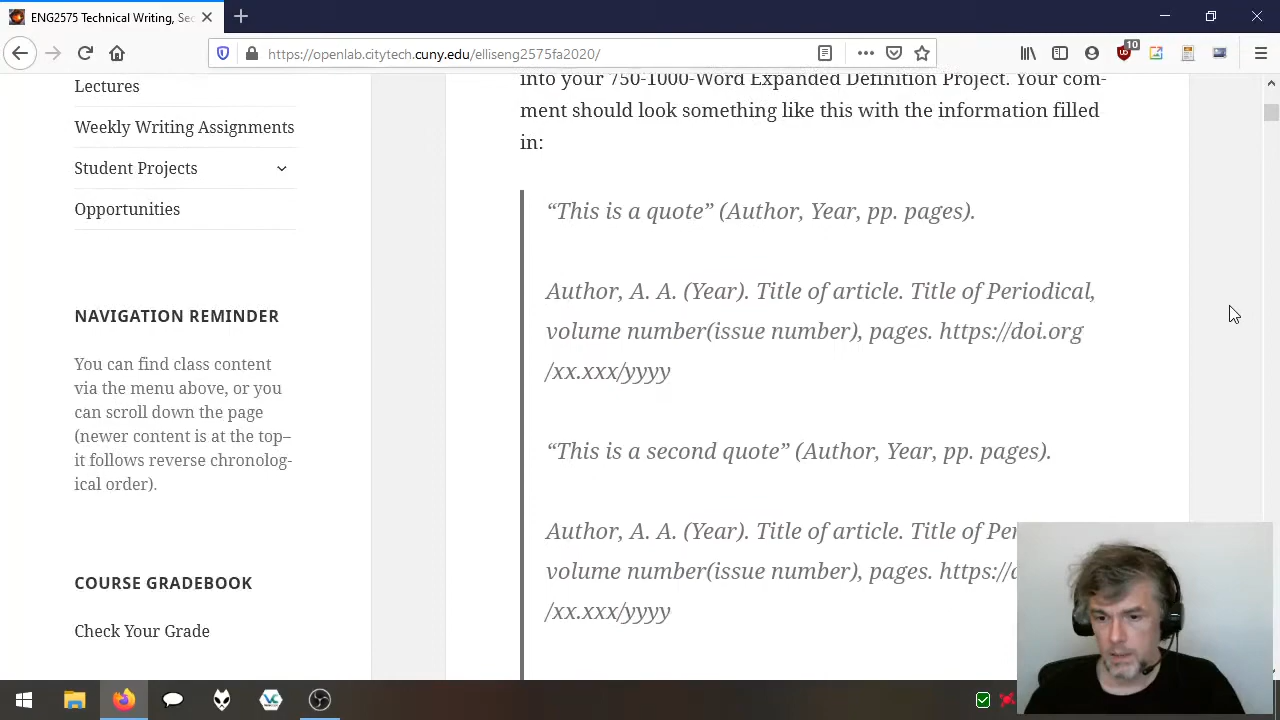 ENG2575 Technical Writing, Sec
https://openlab.citytech.cuny.edu/elliseng2575fa2020/
10
Lectures
Weekly Writing Assignments
Student Projects
Opportunities
NAVIGATION REMINDER
You can find class content
via the menu above, or you
can scroll down the page
(newer content is at the top–
it follows reverse chronolog-
ical order).
COURSE GRADEBOOK
Check Your Grade
into your 750-1000-Word Expanded Definition Project. Your com-
ment should look something like this with the information filled
in:
“This is a quote” (Author, Year, pp. pages).
Author, A. A. (Year). Title of article. Title of Periodical,
volume number(issue number), pages. https://doi.org
/xx.xxx/yyyy
“This is a second quote” (Author, Year, pp. pages).
Author, A. A. (Year). Title of article. Title of Per
volume number(issue number), pages. https://d
/xx.xxx/yyyy